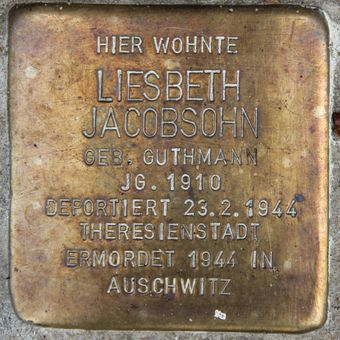 HIER WOHNTE
LIESBETH
JACOBSOHN
GEB. GUTHMANN
JG. 1910
DEPORTIERT 23.2.1944
THERESIENSTADT
ERMORDET 1944 IN
AUSCHWITZ